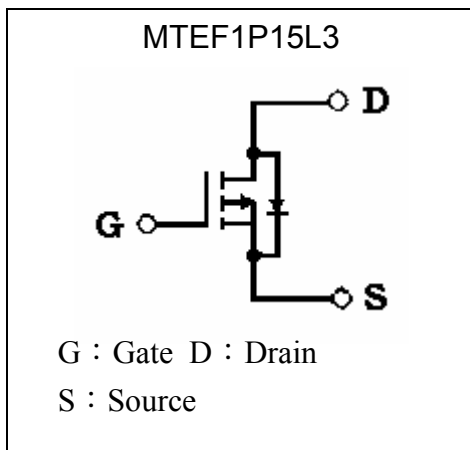 MTEF1P15L3
D
G
S
G：Gate D：Drain
S：Source